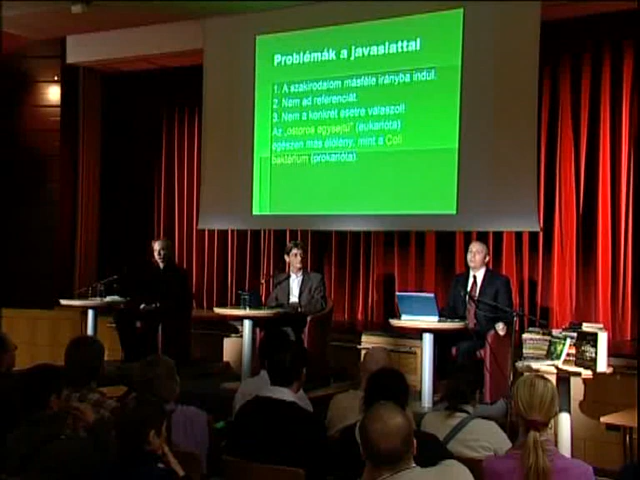 Problémák a javaslattal
1. A szakirodalom másféle irányba indul.
2. Nem ad referenciát.
3. Nem a konkrét esetre válaszol!
Az „ostoros egysejtű” (eukarióta)
egészen más élőlény, mint a Coli
baktérium (prokarióta).